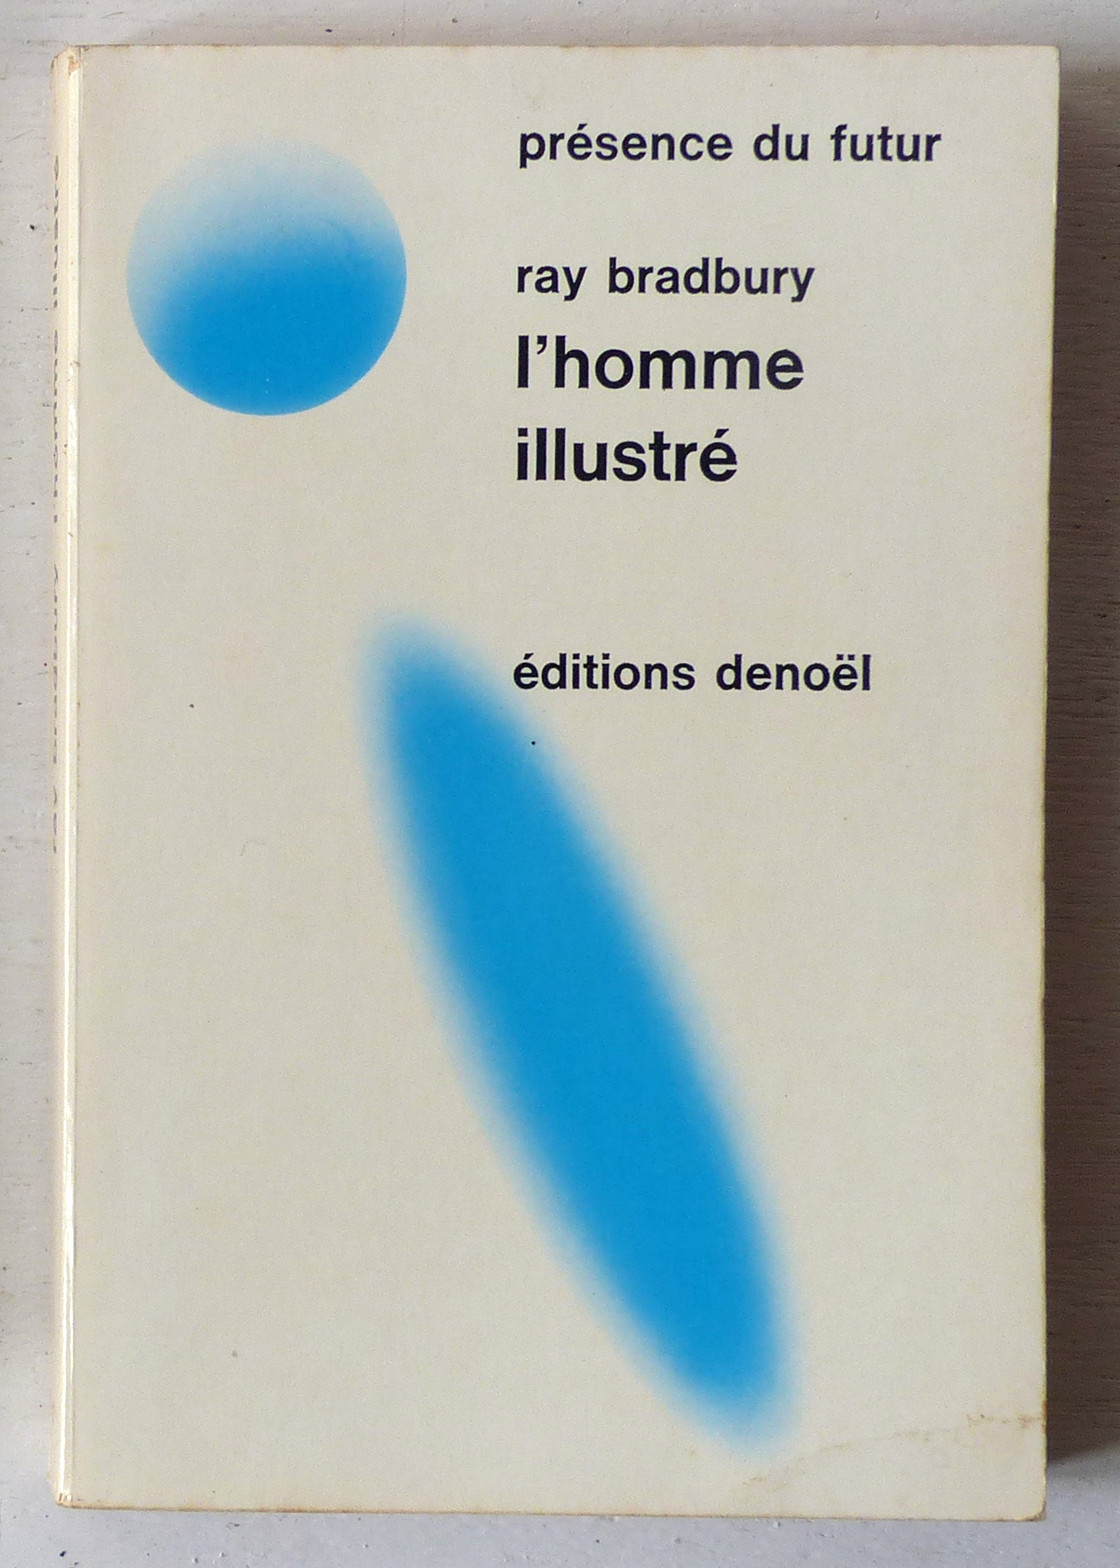 présence du futur
ray bradbury
l'homme
illustré
éditions denoël